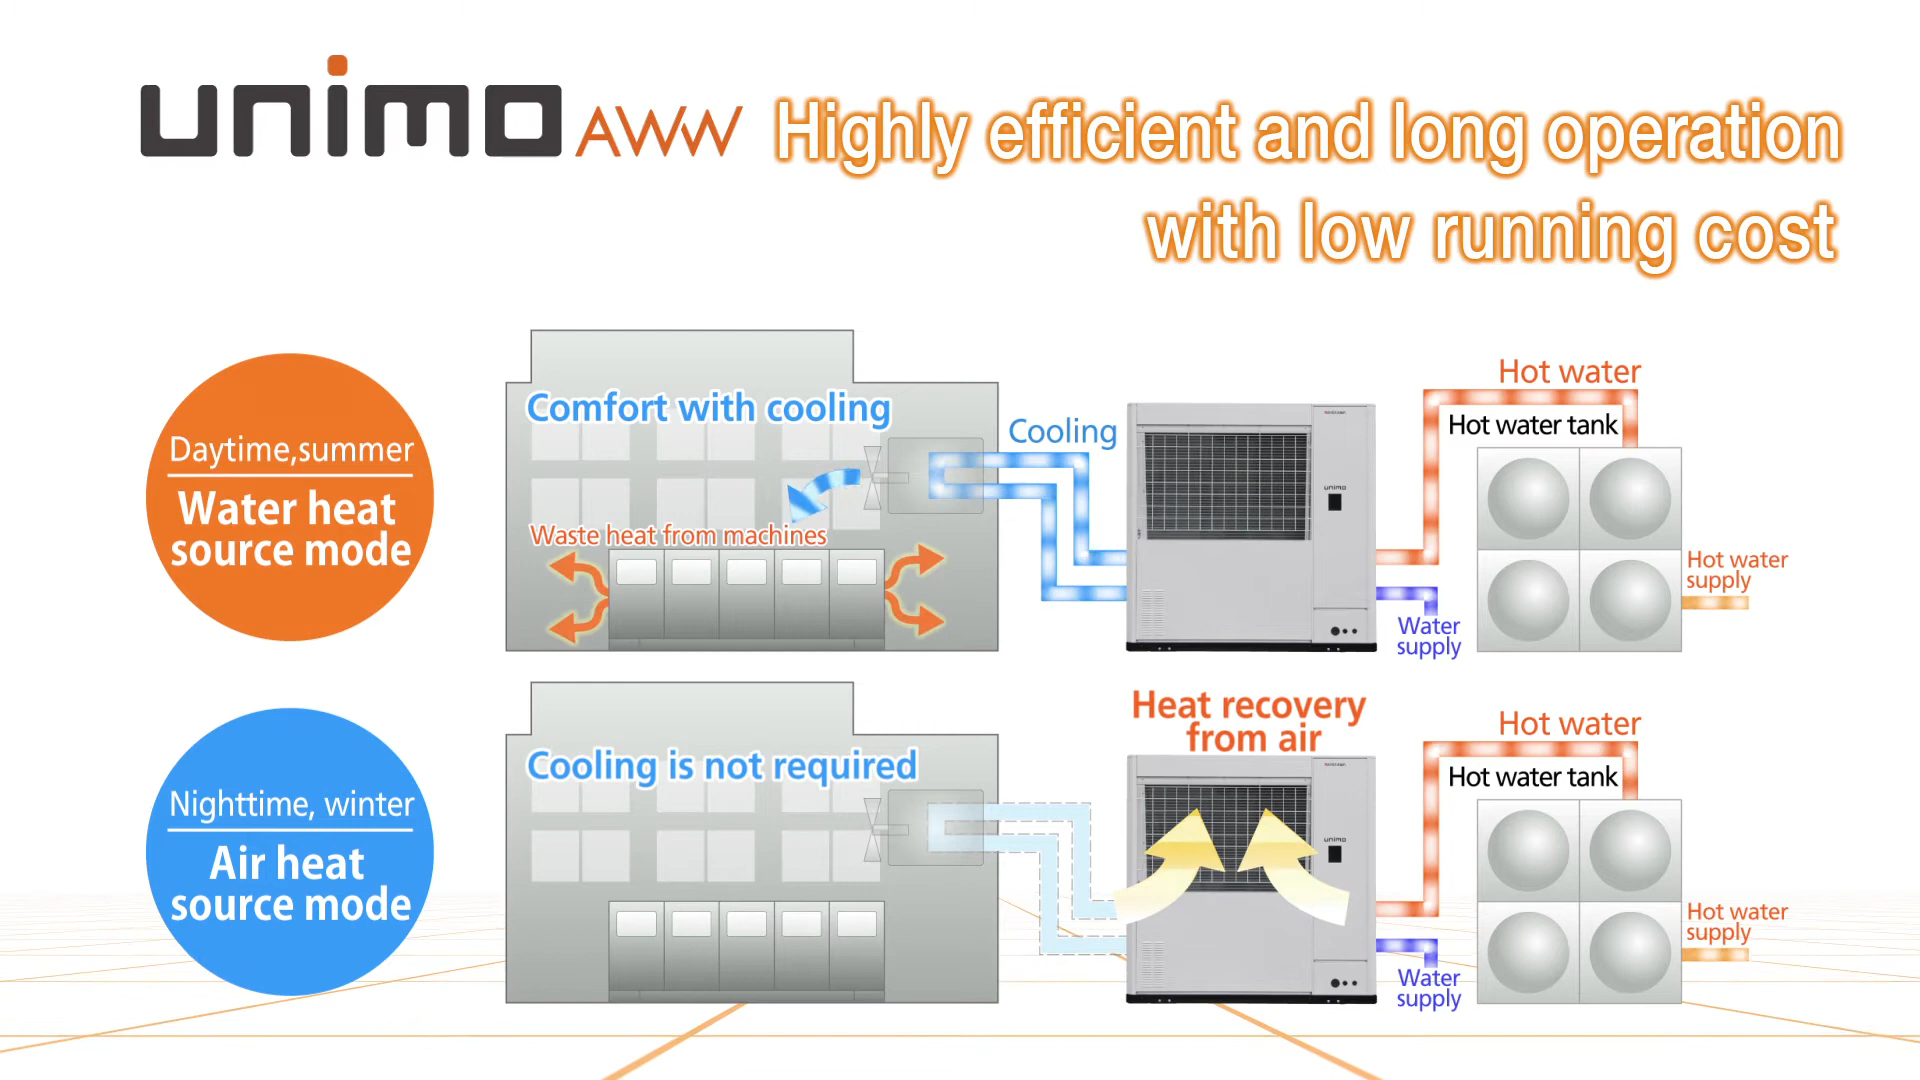 unimo AWW
Highly efficient and long operation
with low running cost
Daytime,summer
Water heat
source mode
Comfort with cooling
Waste heat from machines
Cooling
unimo
Hot water
Hot water tank
Hot water
supply
Water
supply
Nighttime, winter
Air heat
source mode
Cooling is not required
Heat recovery
from air
unimo
Hot water
Hot water tank
Hot water
supply
Water
supply